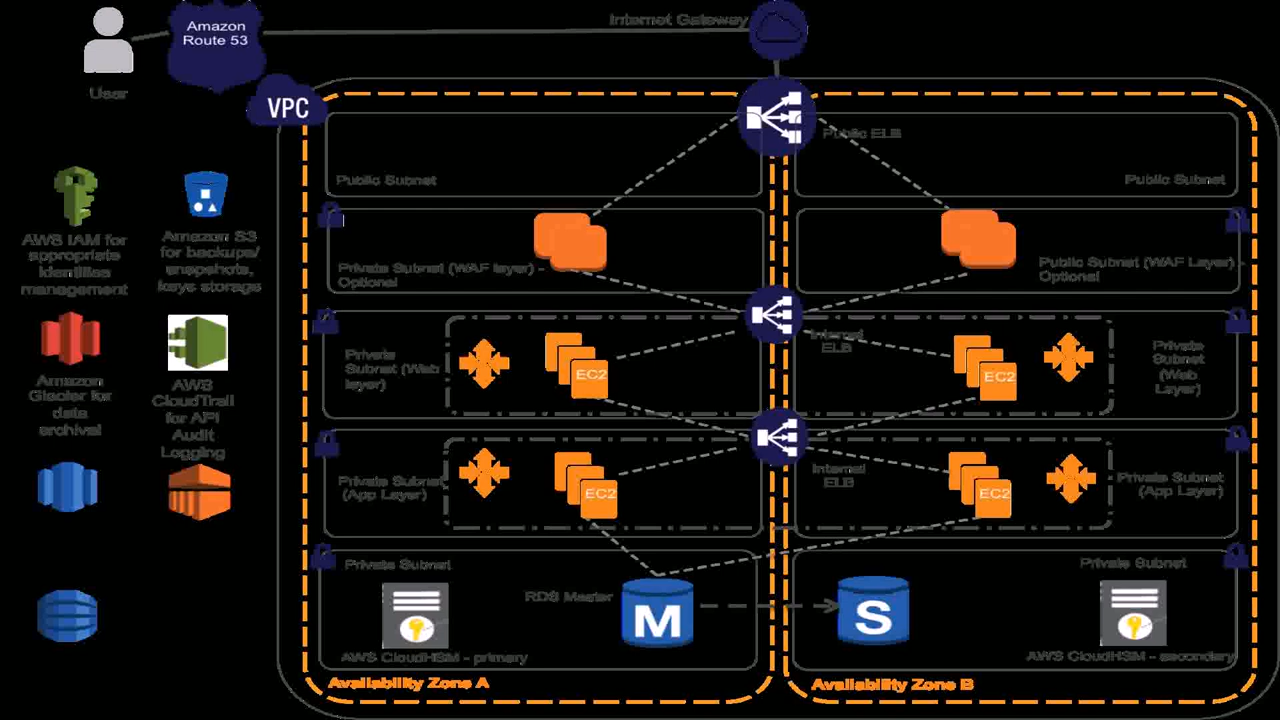 Internet Gateway
Amazon
Route 53
User
VPC
Public ELB
Public Subnet
Public Subnet
AWS IAM for
appropriate
identities
management
Amazon S3
for backups/
snapshots,
keys storage
Private Subnet (WAF layer) -
Optional
Public Subnet (WAF Layer) -
Optional
Amazon
Glacier for
data
archival
AWS
CloudTrail
for API
Audit
Logging
Private
Subnet (Web
layer)
EC2
Internal
ELB
EC2
Private
Subnet
(Web
Layer)
Private Subnet
(App Layer)
EC2
Internal
ELB
EC2
Private Subnet
(App Layer)
Private Subnet
RDS Master
M
S
Private Subnet
AWS CloudHSM - primary
AWS CloudHSM - secondary
Availability Zone A
Availability Zone B